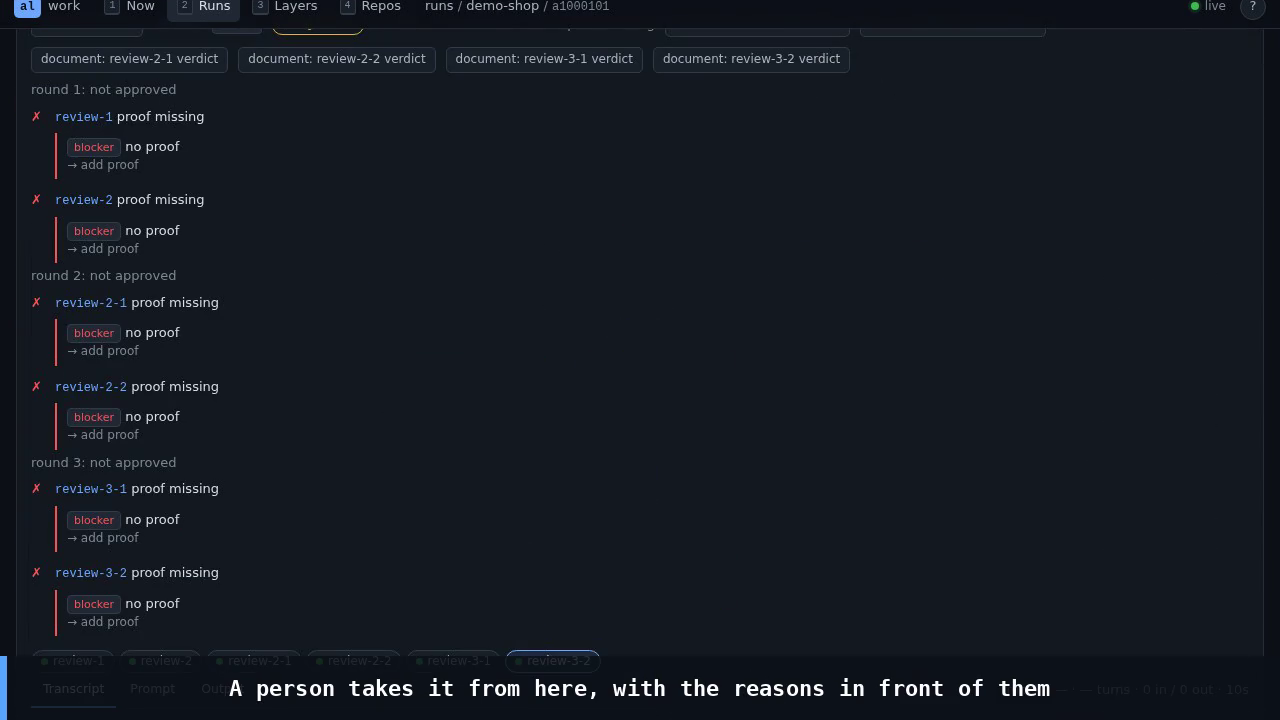 al work 1 Now 2 Runs 3 Layers 4 Repos runs / demo-shop / a1000101 live ?
document: review-2-1 verdict document: review-2-2 verdict document: review-3-1 verdict document: review-3-2 verdict
round 1: not approved
✗ review-1 proof missing
blocker no proof
→ add proof
✗ review-2 proof missing
blocker no proof
→ add proof
round 2: not approved
✗ review-2-1 proof missing
blocker no proof
→ add proof
✗ review-2-2 proof missing
blocker no proof
→ add proof
round 3: not approved
✗ review-3-1 proof missing
blocker no proof
→ add proof
✗ review-3-2 proof missing
blocker no proof
→ add proof
review-1 review-2 review-2-1 review-2-2 review-3-1 review-3-2
Transcript Prompt — turns · 0 in / 0 out · 10s
A person takes it from here, with the reasons in front of them